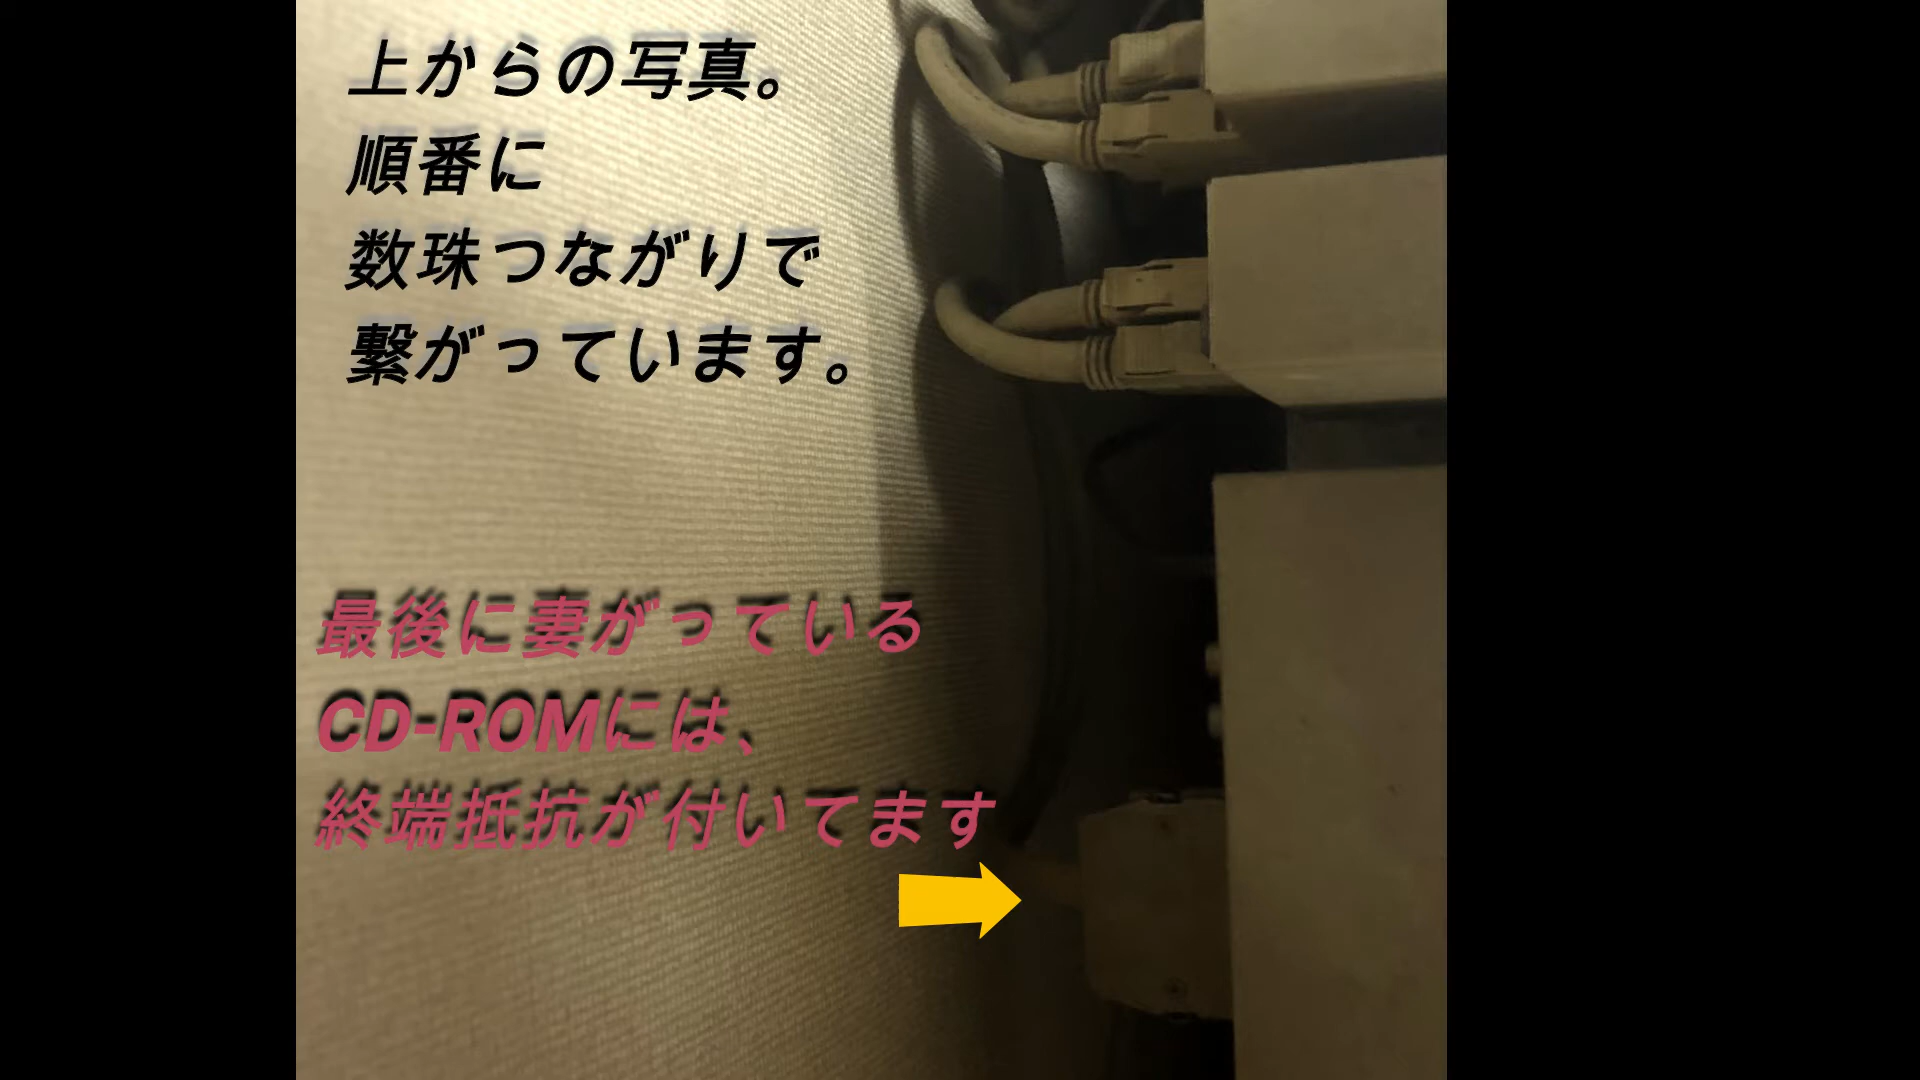 上からの写真。
順番に
数珠つながりで
繋がっています。
最後に妻がっている
CD-ROMには、
終端抵抗が付いてます